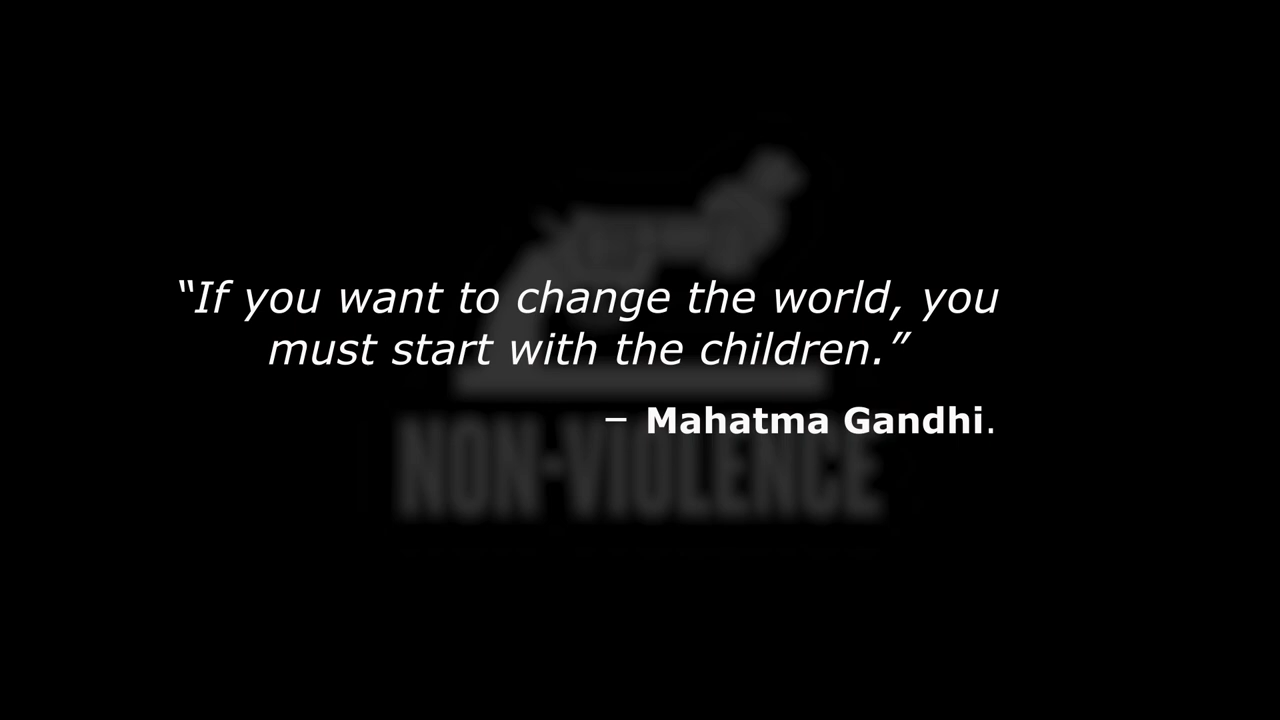 “If you want to change the world, you
must start with the children.”
– Mahatma Gandhi.
NON-VIOLENCE